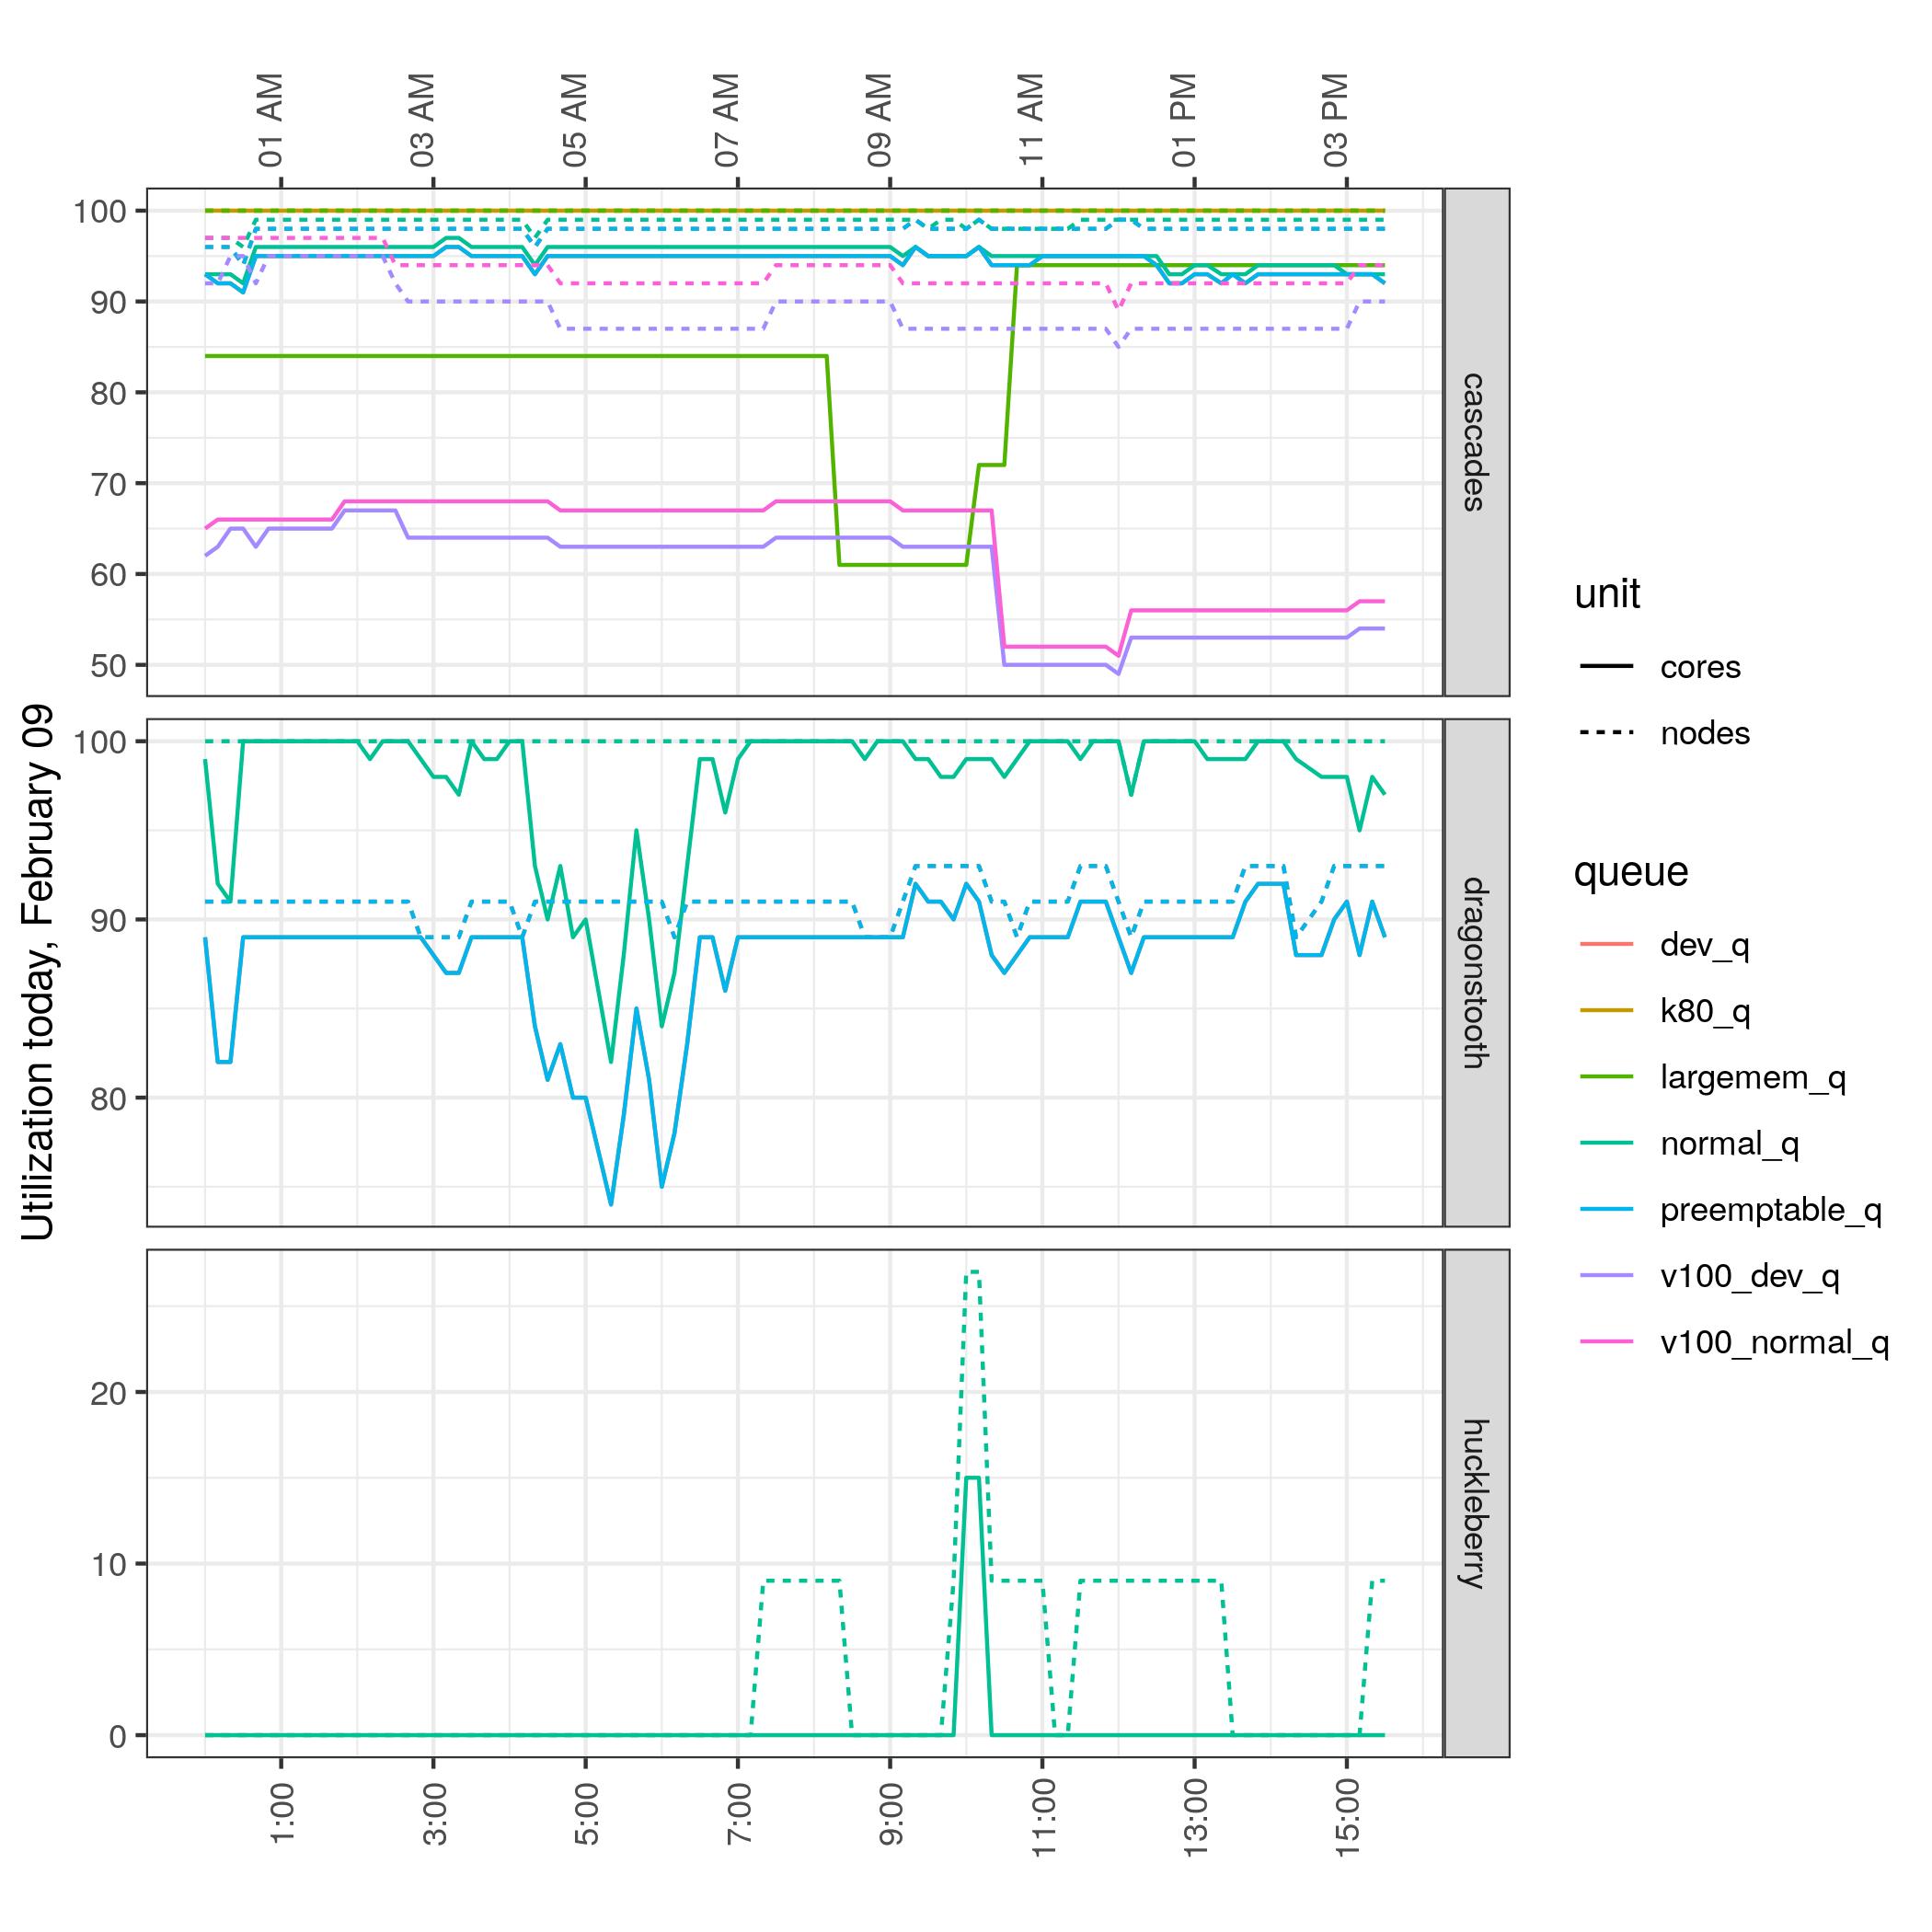 01 AM
03 AM
05 AM
07 AM
09 AM
11 AM
01 PM
03 PM
100
90
80
70
60
50
cascades
100
90
80
dragonstooth
20
10
0
huckleberry
1:00
3:00
5:00
7:00
9:00
11:00
13:00
15:00
Utilization today, February 09
unit
cores
nodes
queue
dev_q
k80_q
largemem_q
normal_q
preemptable_q
v100_dev_q
v100_normal_q